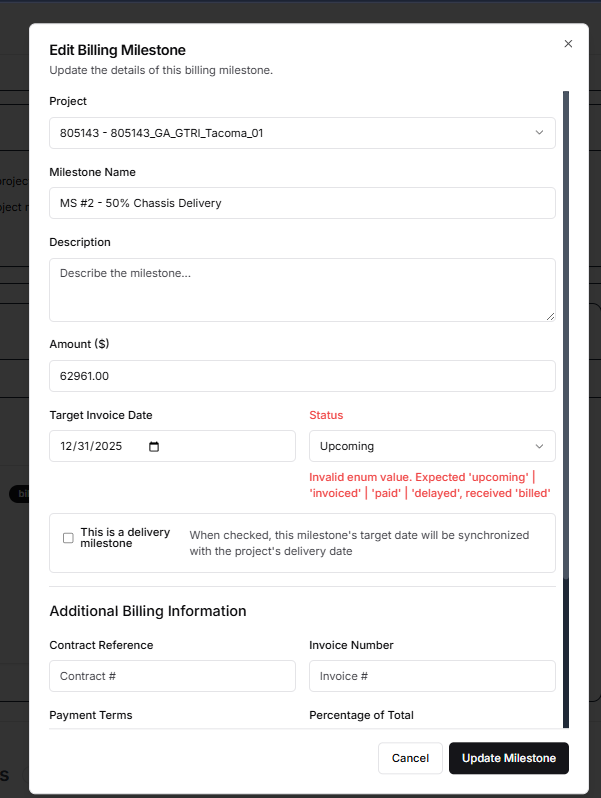 Edit Billing Milestone
Update the details of this billing milestone.
Project
805143 - 805143_GA_GTRI_Tacoma_01
Milestone Name
MS #2 - 50% Chassis Delivery
Description
Describe the milestone...
Amount ($)
62961.00
Target Invoice Date
Status
12/31/2025
Upcoming
Invalid enum value. Expected 'upcoming' |
'invoiced' | 'paid' | 'delayed', received 'billed'
This is a delivery
milestone
When checked, this milestone's target date will be synchronized
with the project's delivery date
Additional Billing Information
Contract Reference
Invoice Number
Contract #
Invoice #
Payment Terms
Percentage of Total
Cancel
Update Milestone